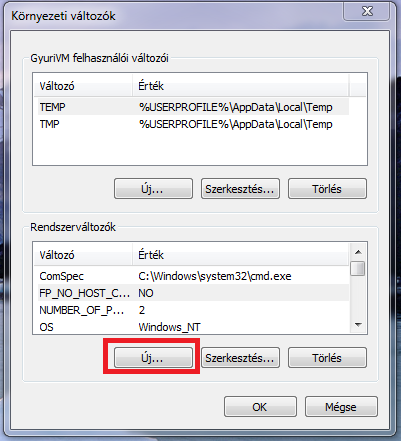 Környezeti változók
GyuriVM felhasználói változói
Változó Érték
TEMP %USERPROFILE%\AppData\Local\Temp
TMP %USERPROFILE%\AppData\Local\Temp
Új... Szerkesztés... Törlés
Rendszerváltozók
Változó Érték
ComSpec C:\Windows\system32\cmd.exe
FP_NO_HOST_C... NO
NUMBER_OF_P... 2
OS Windows_NT
Új... Szerkesztés... Törlés
OK Mégse